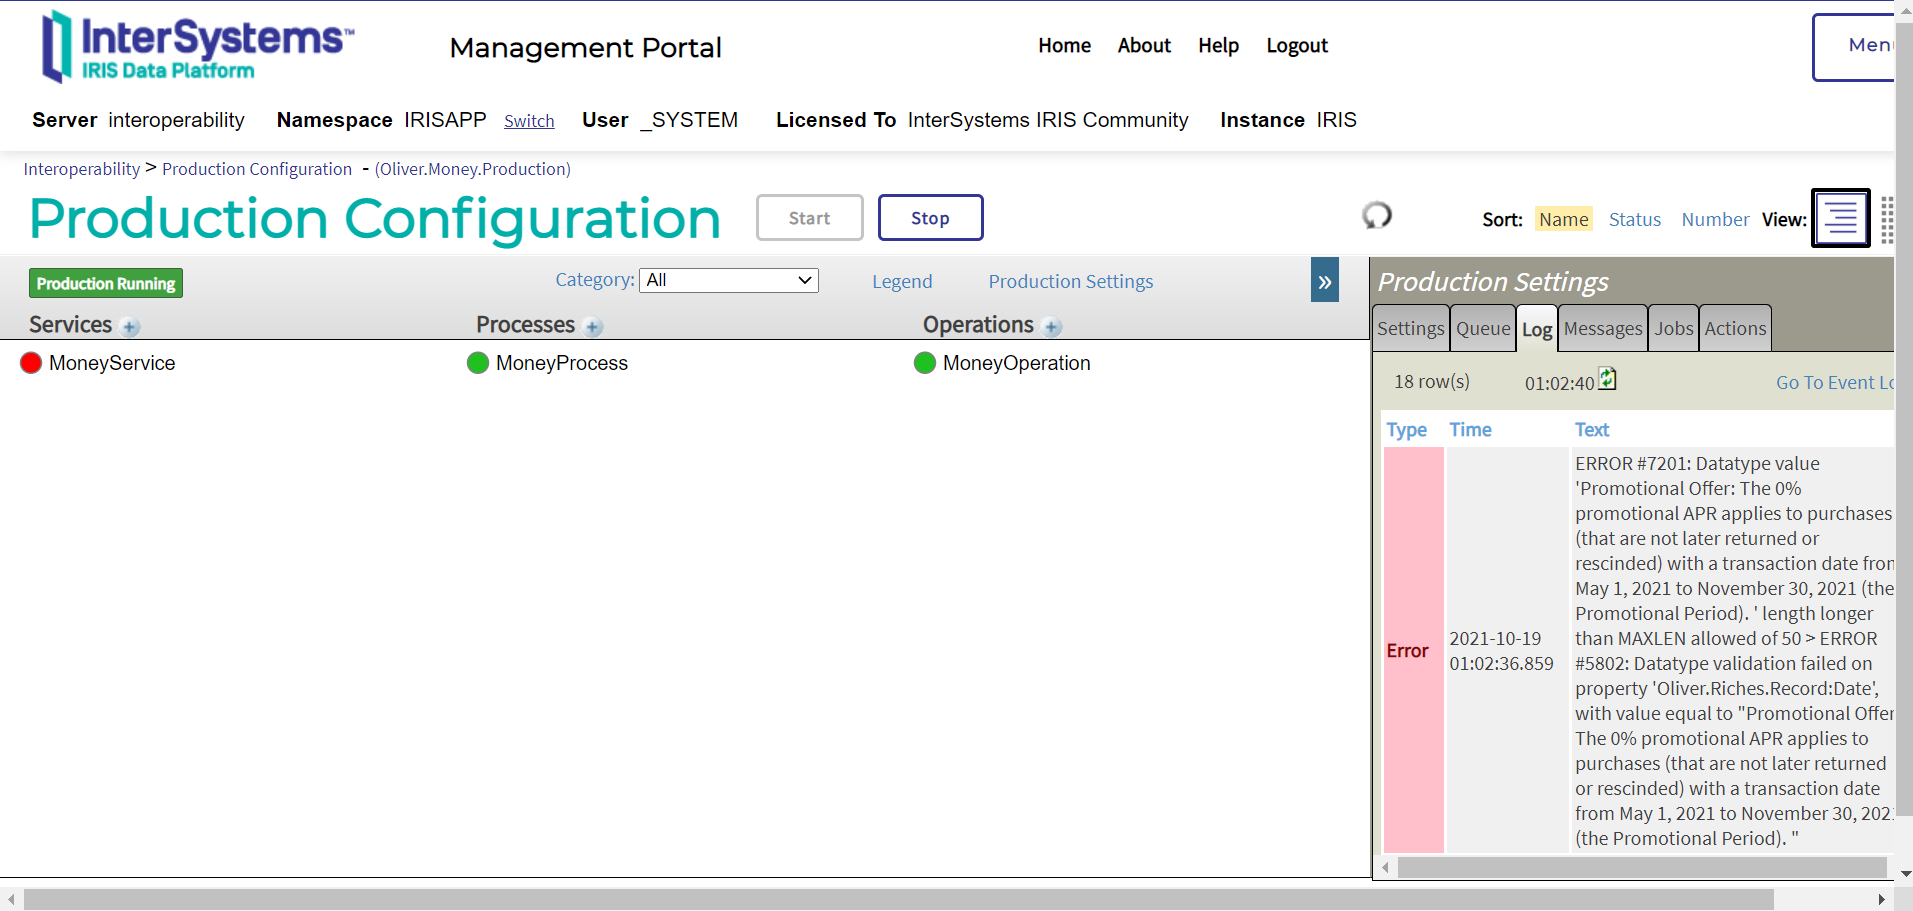 InterSystems™
IRIS Data Platform
Management Portal
Home About Help Logout
Menu
Server interoperability Namespace IRISAPP Switch User _SYSTEM Licensed To InterSystems IRIS Community Instance IRIS
Interoperability > Production Configuration - (Oliver.Money.Production)
Production Configuration Start Stop
Sort: Name Status Number View:
Production Running
Category: All Legend Production Settings »
Services + Processes + Operations +
MoneyService MoneyProcess MoneyOperation
Production Settings
Settings Queue Log Messages Jobs Actions
18 row(s) 01:02:40 Go To Event Lo
Type Time Text
Error
2021-10-19
01:02:36.859
ERROR #7201: Datatype value
'Promotional Offer: The 0%
promotional APR applies to purchases
(that are not later returned or
rescinded) with a transaction date from
May 1, 2021 to November 30, 2021 (the
Promotional Period). ' length longer
than MAXLEN allowed of 50 > ERROR
#5802: Datatype validation failed on
property 'Oliver.Riches.Record:Date',
with value equal to "Promotional Offer
The 0% promotional APR applies to
purchases (that are not later returned
or rescinded) with a transaction date
from May 1, 2021 to November 30, 2021
(the Promotional Period). "